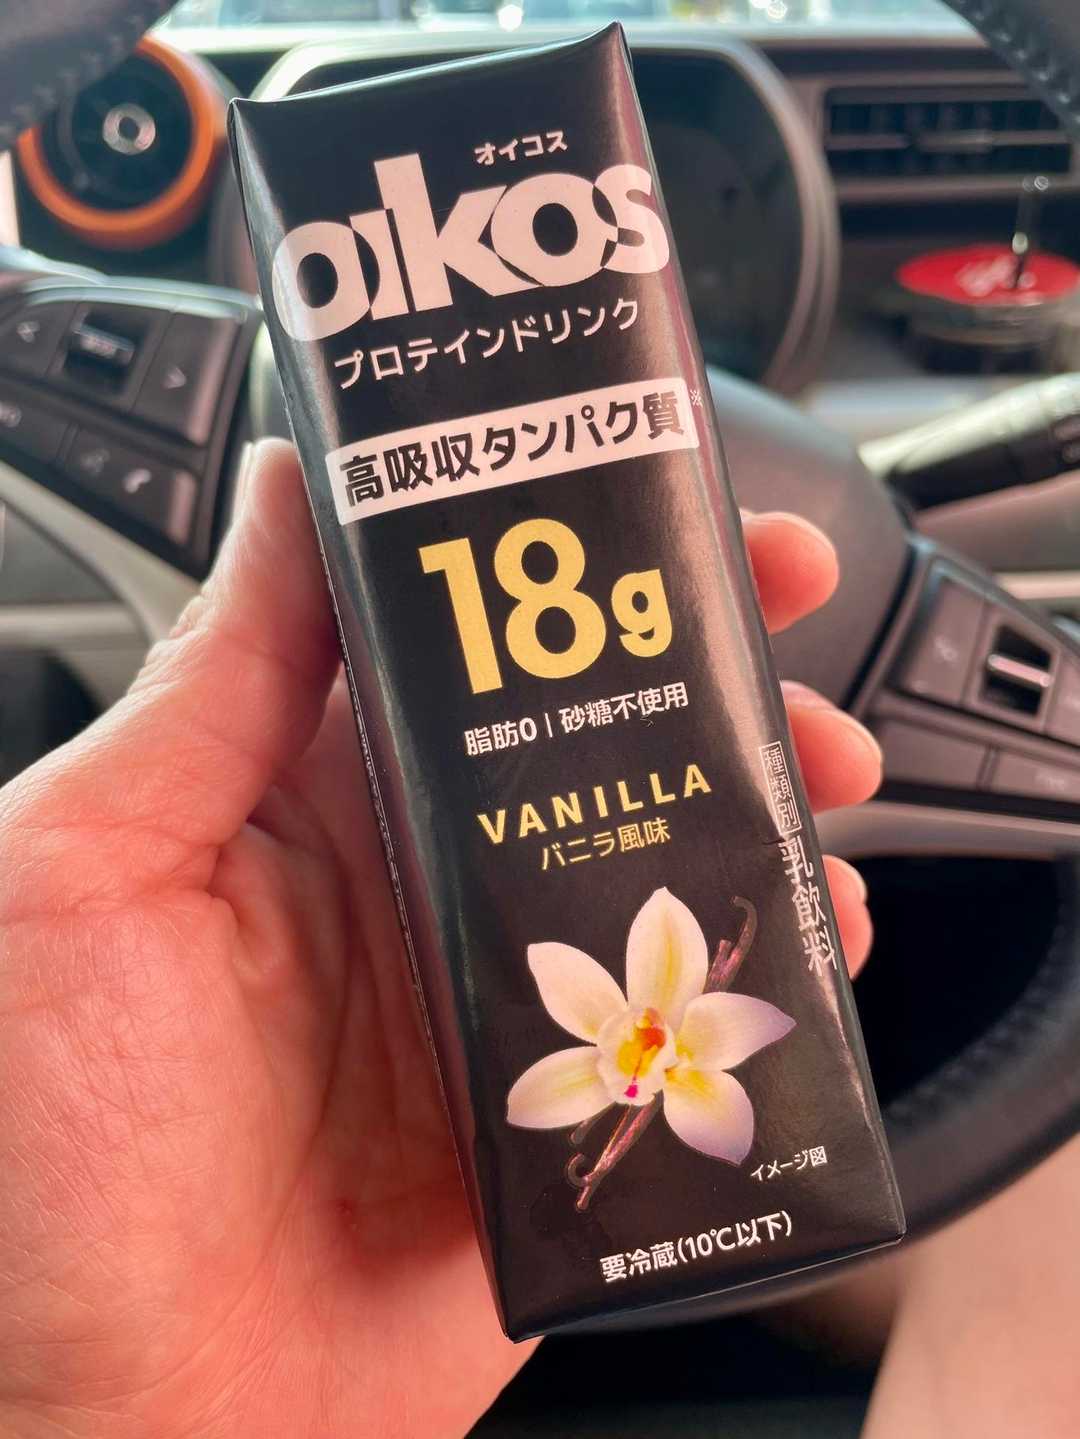 オイコス
oikos
プロテインドリンク
高吸収タンパク質※
18g
脂肪0 | 砂糖不使用
VANILLA
バニラ風味
種類別 乳飲料
イメージ図
要冷蔵(10℃以下)